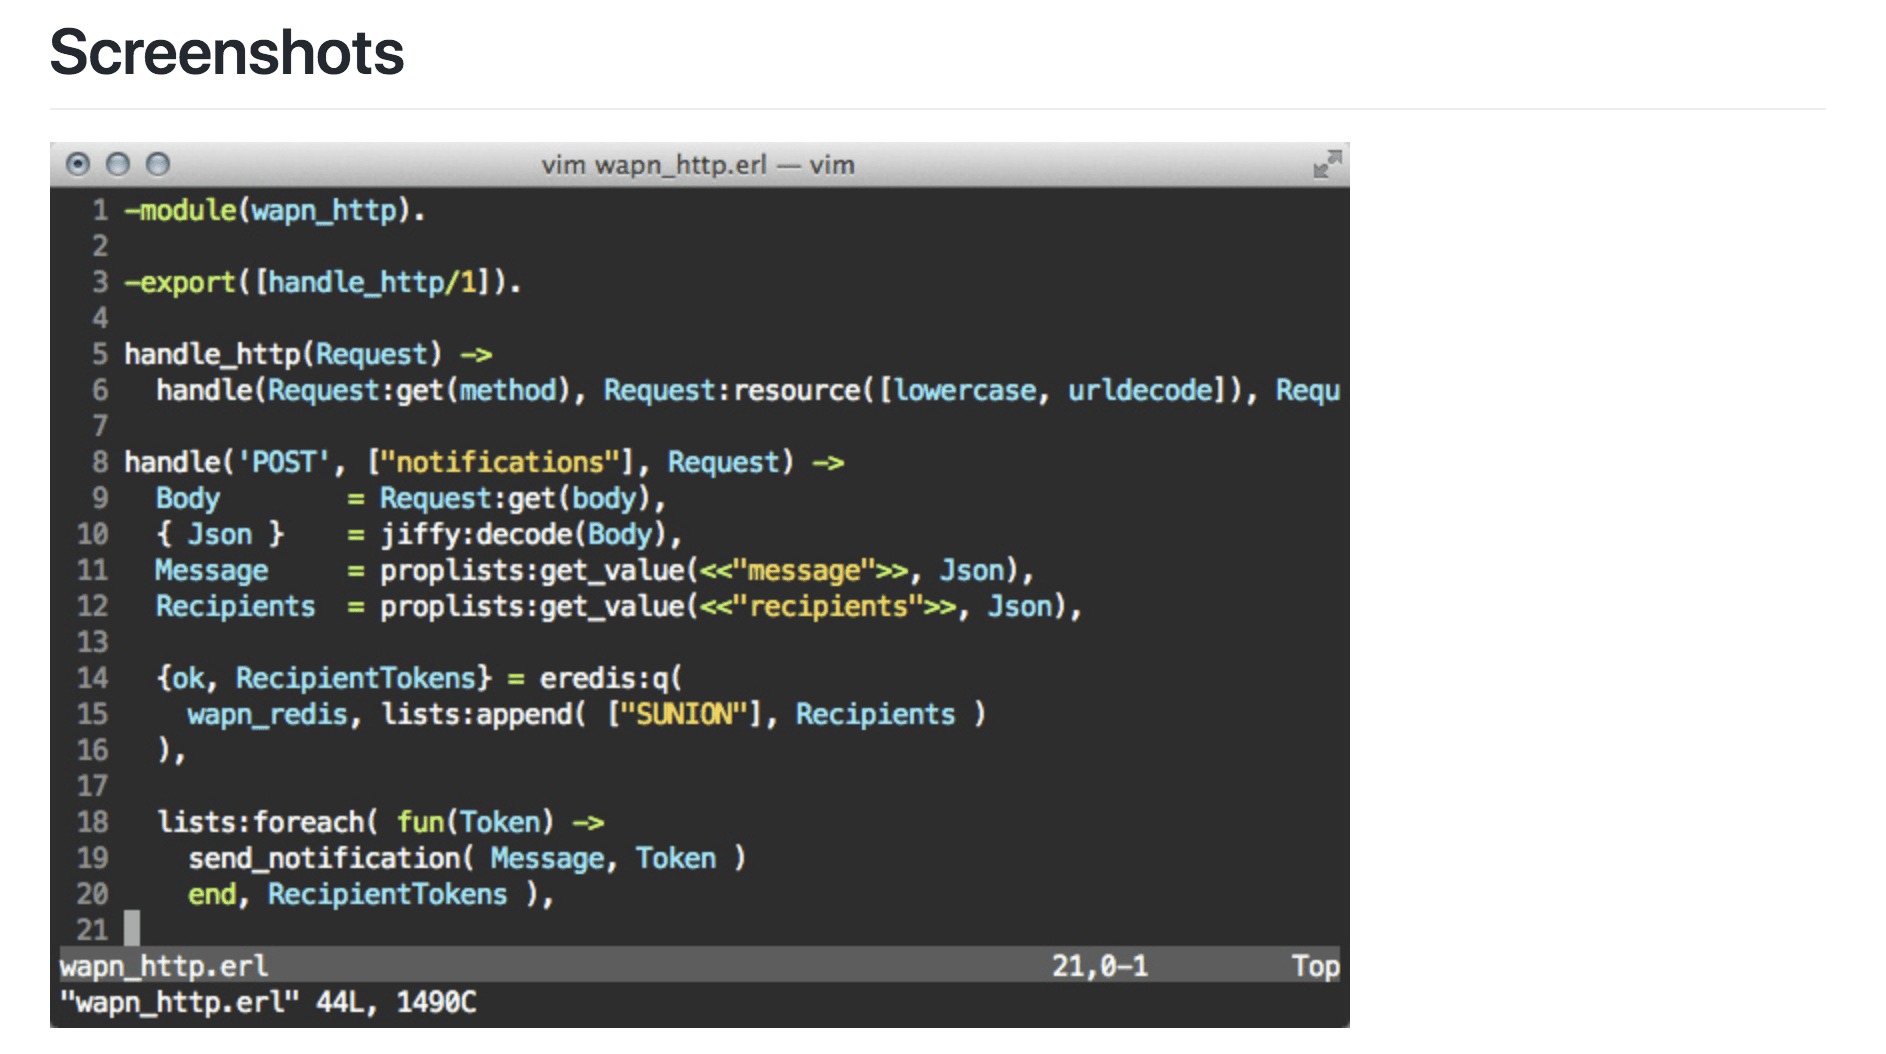 Screenshots
vim wapn_http.erl — vim
1 -module(wapn_http).
2
3 -export([handle_http/1]).
4
5 handle_http(Request) ->
6   handle(Request:get(method), Request:resource([lowercase, urldecode]), Requ
7
8 handle('POST', ["notifications"], Request) ->
9   Body        = Request:get(body),
10   { Json }    = jiffy:decode(Body),
11   Message     = proplists:get_value(<<"message">>, Json),
12   Recipients  = proplists:get_value(<<"recipients">>, Json),
13
14   {ok, RecipientTokens} = eredis:q(
15     wapn_redis, lists:append( ["SUNION"], Recipients )
16   ),
17
18   lists:foreach( fun(Token) ->
19     send_notification( Message, Token )
20     end, RecipientTokens ),
21
wapn_http.erl 21,0-1 Top
"wapn_http.erl" 44L, 1490C